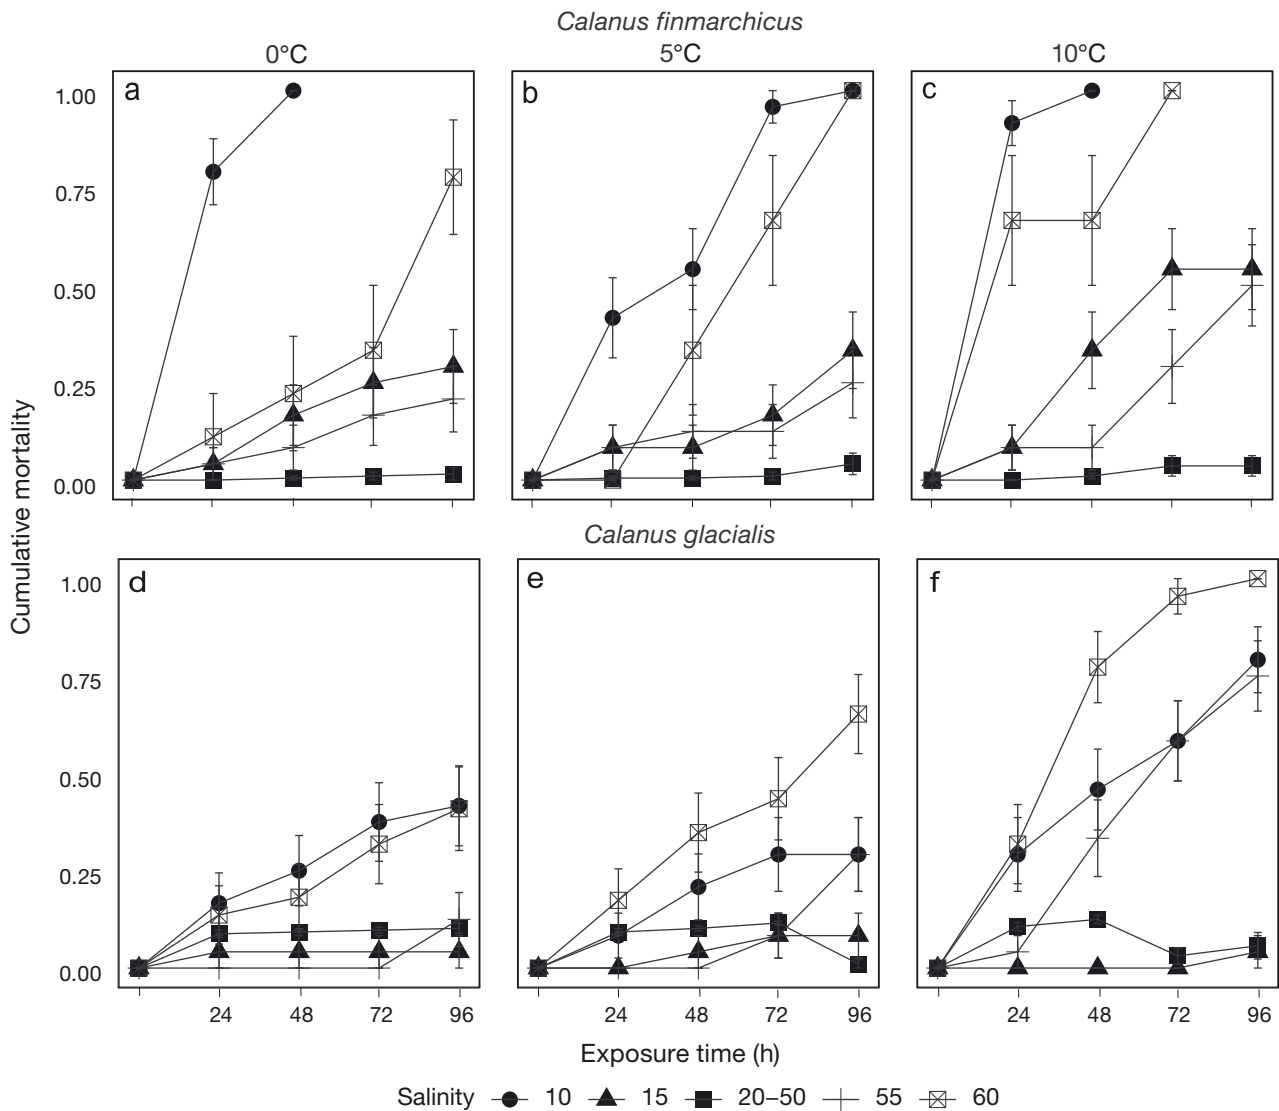 Calanus finmarchicus
0°C 5°C 10°C
a b c
1.00
0.75
0.50
0.25
0.00
Cumulative mortality
Calanus glacialis
d e f
1.00
0.75
0.50
0.25
0.00
24 48 72 96 24 48 72 96 24 48 72 96
Exposure time (h)
Salinity 10 15 20–50 55 60